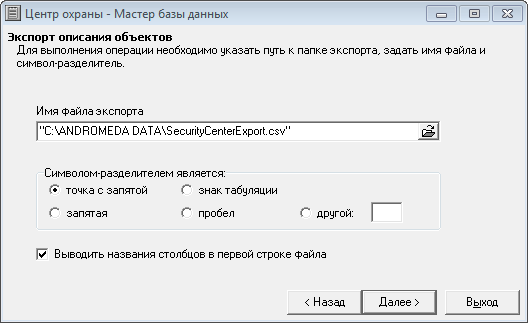 Центр охраны - Мастер базы данных
Экспорт описания объектов
Для выполнения операции необходимо указать путь к папке экспорта, задать имя файла и
символ-разделитель.
Имя файла экспорта
"C:\ANDROMEDA DATA\SecurityCenterExport.csv"
Символом-разделителем является:
точка с запятой знак табуляции
запятая пробел другой:
Выводить названия столбцов в первой строке файла
< Назад Далее > Выход